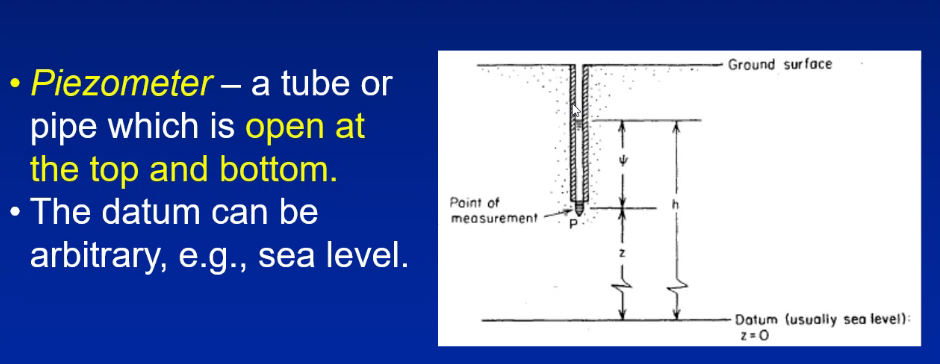 • Piezometer – a tube or
pipe which is open at
the top and bottom.
• The datum can be
arbitrary, e.g., sea level.
Ground surface
ψ
h
Point of
measurement
P
z
Datum (usually sea level):
z=0